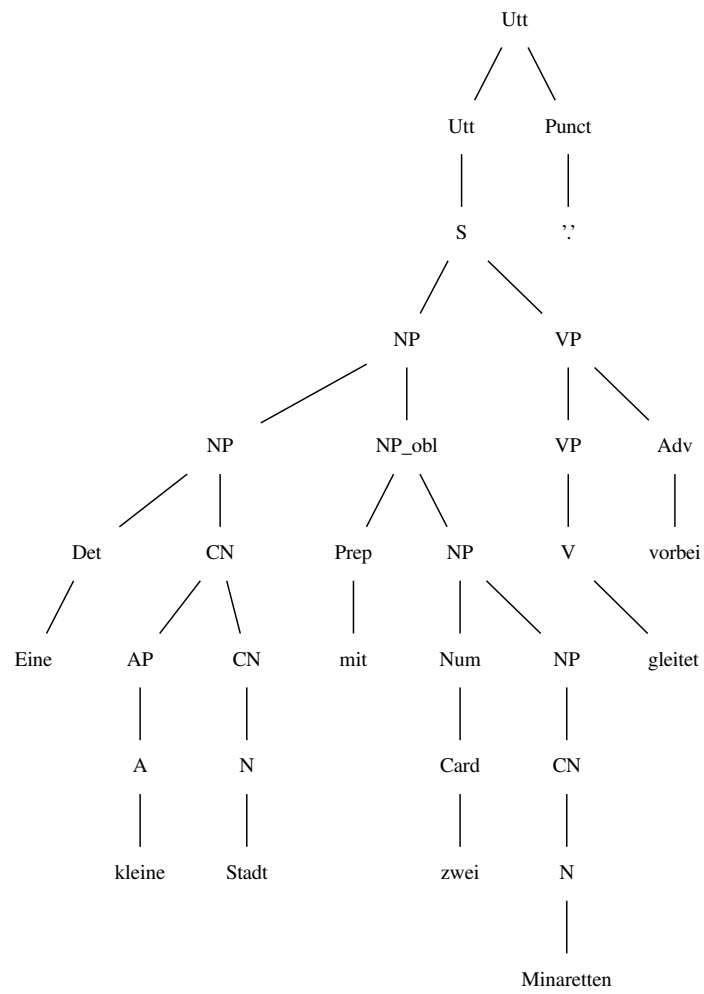 Utt
Utt Punct
S '.'
NP VP
NP NP_obl VP Adv
Det CN Prep NP V vorbei
Eine AP CN mit Num NP gleitet
A N Card CN
kleine Stadt zwei N
Minaretten